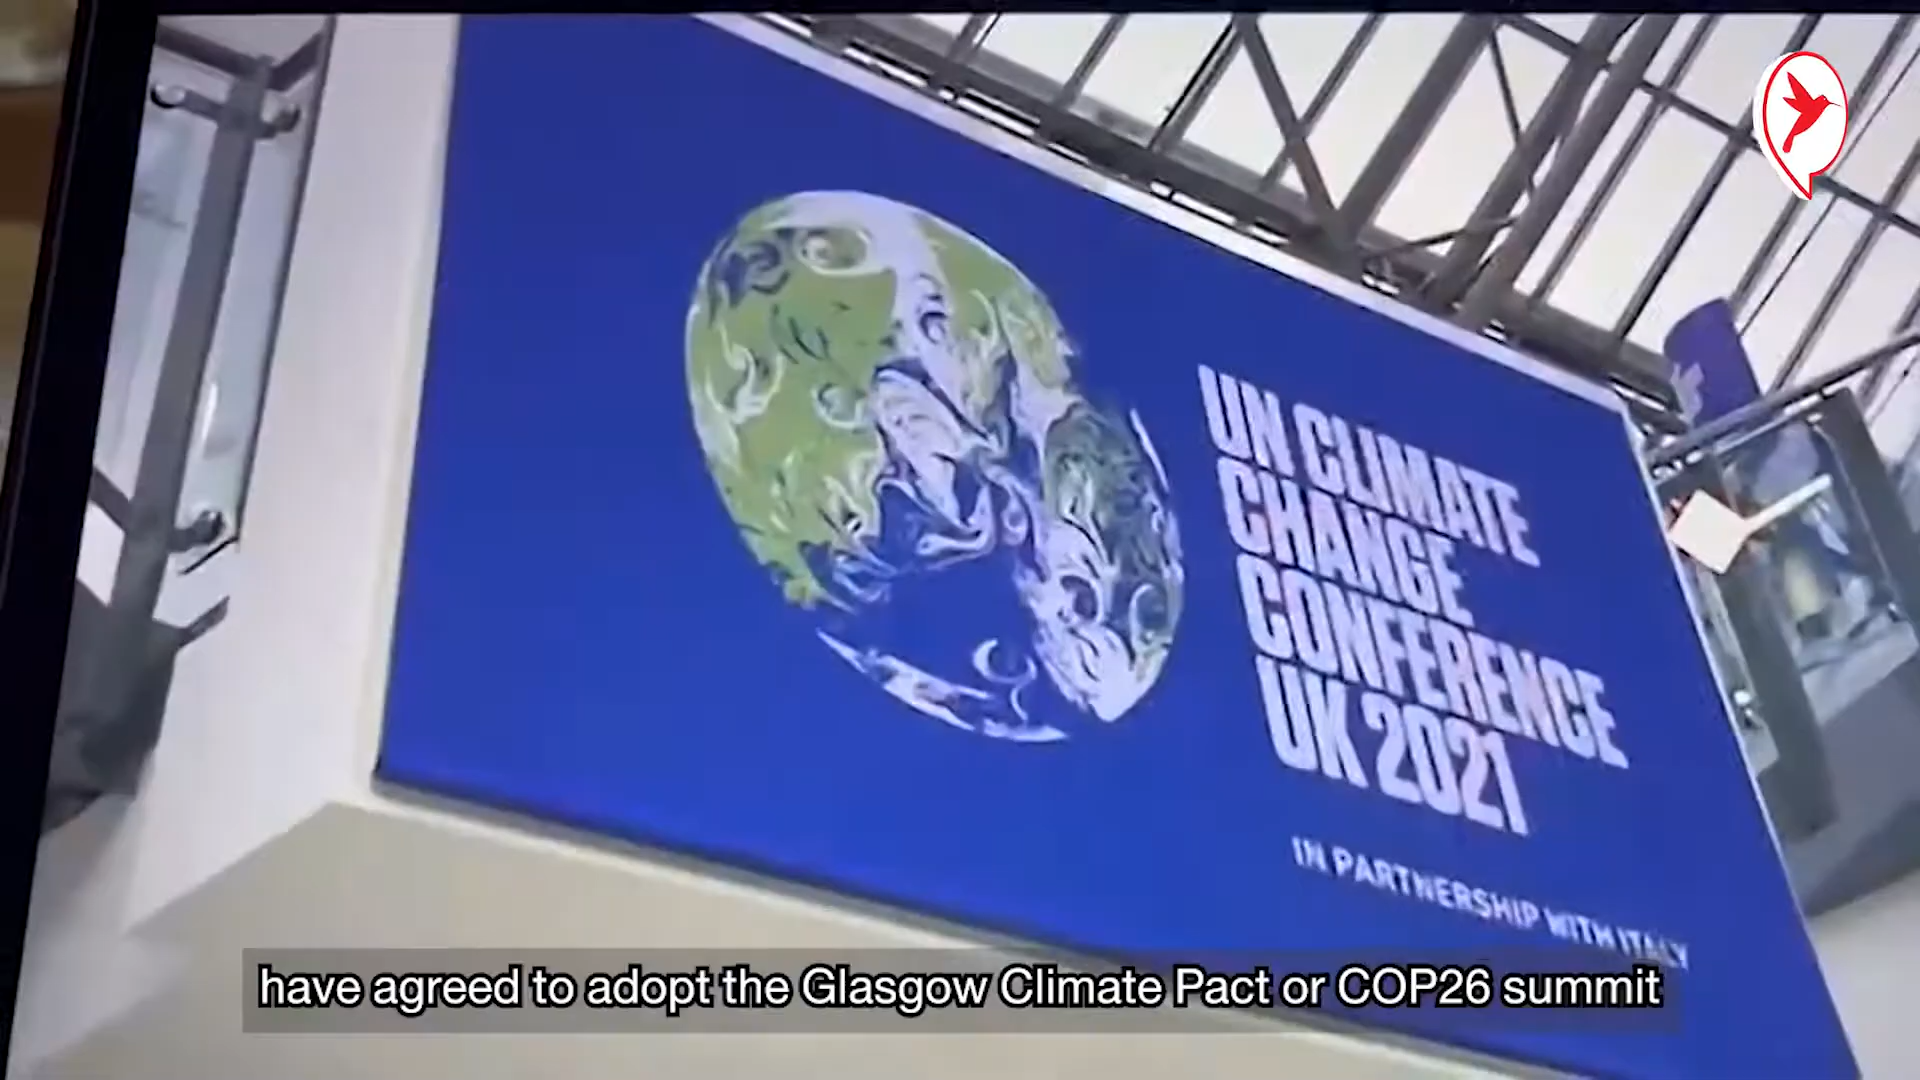 UN CLIMATE
CHANGE
CONFERENCE
UK 2021
IN PARTNERSHIP WITH ITALY
have agreed to adopt the Glasgow Climate Pact or COP26 summit